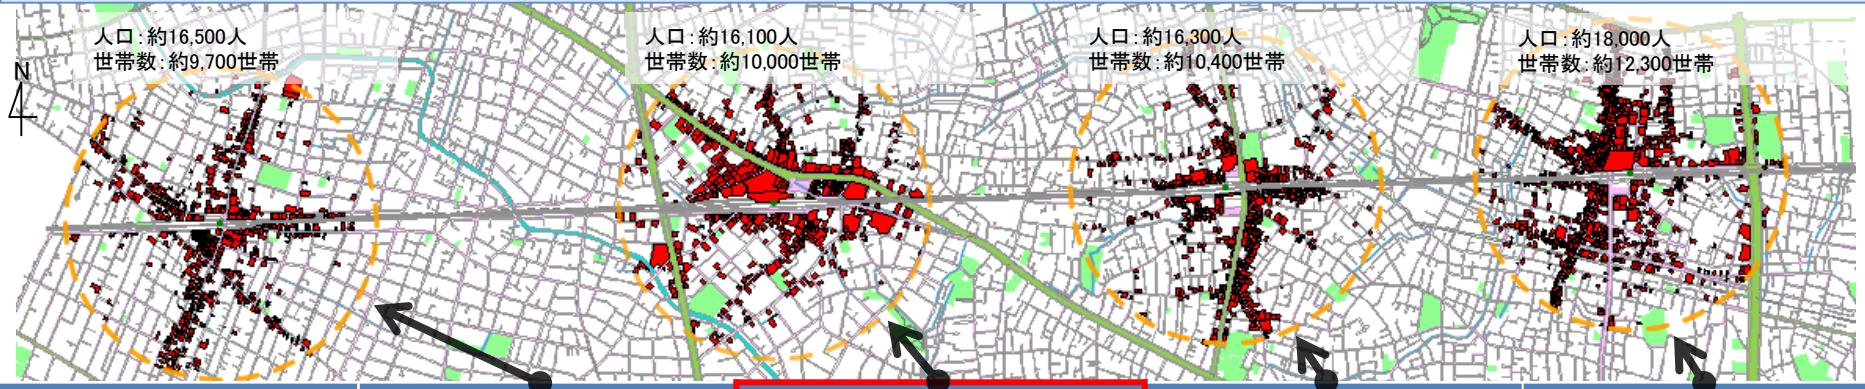 人口：約16,500人
世帯数：約9,700世帯
人口：約16,100人
世帯数：約10,000世帯
人口：約16,300人
世帯数：約10,400世帯
人口：約18,000人
世帯数：約12,300世帯
N